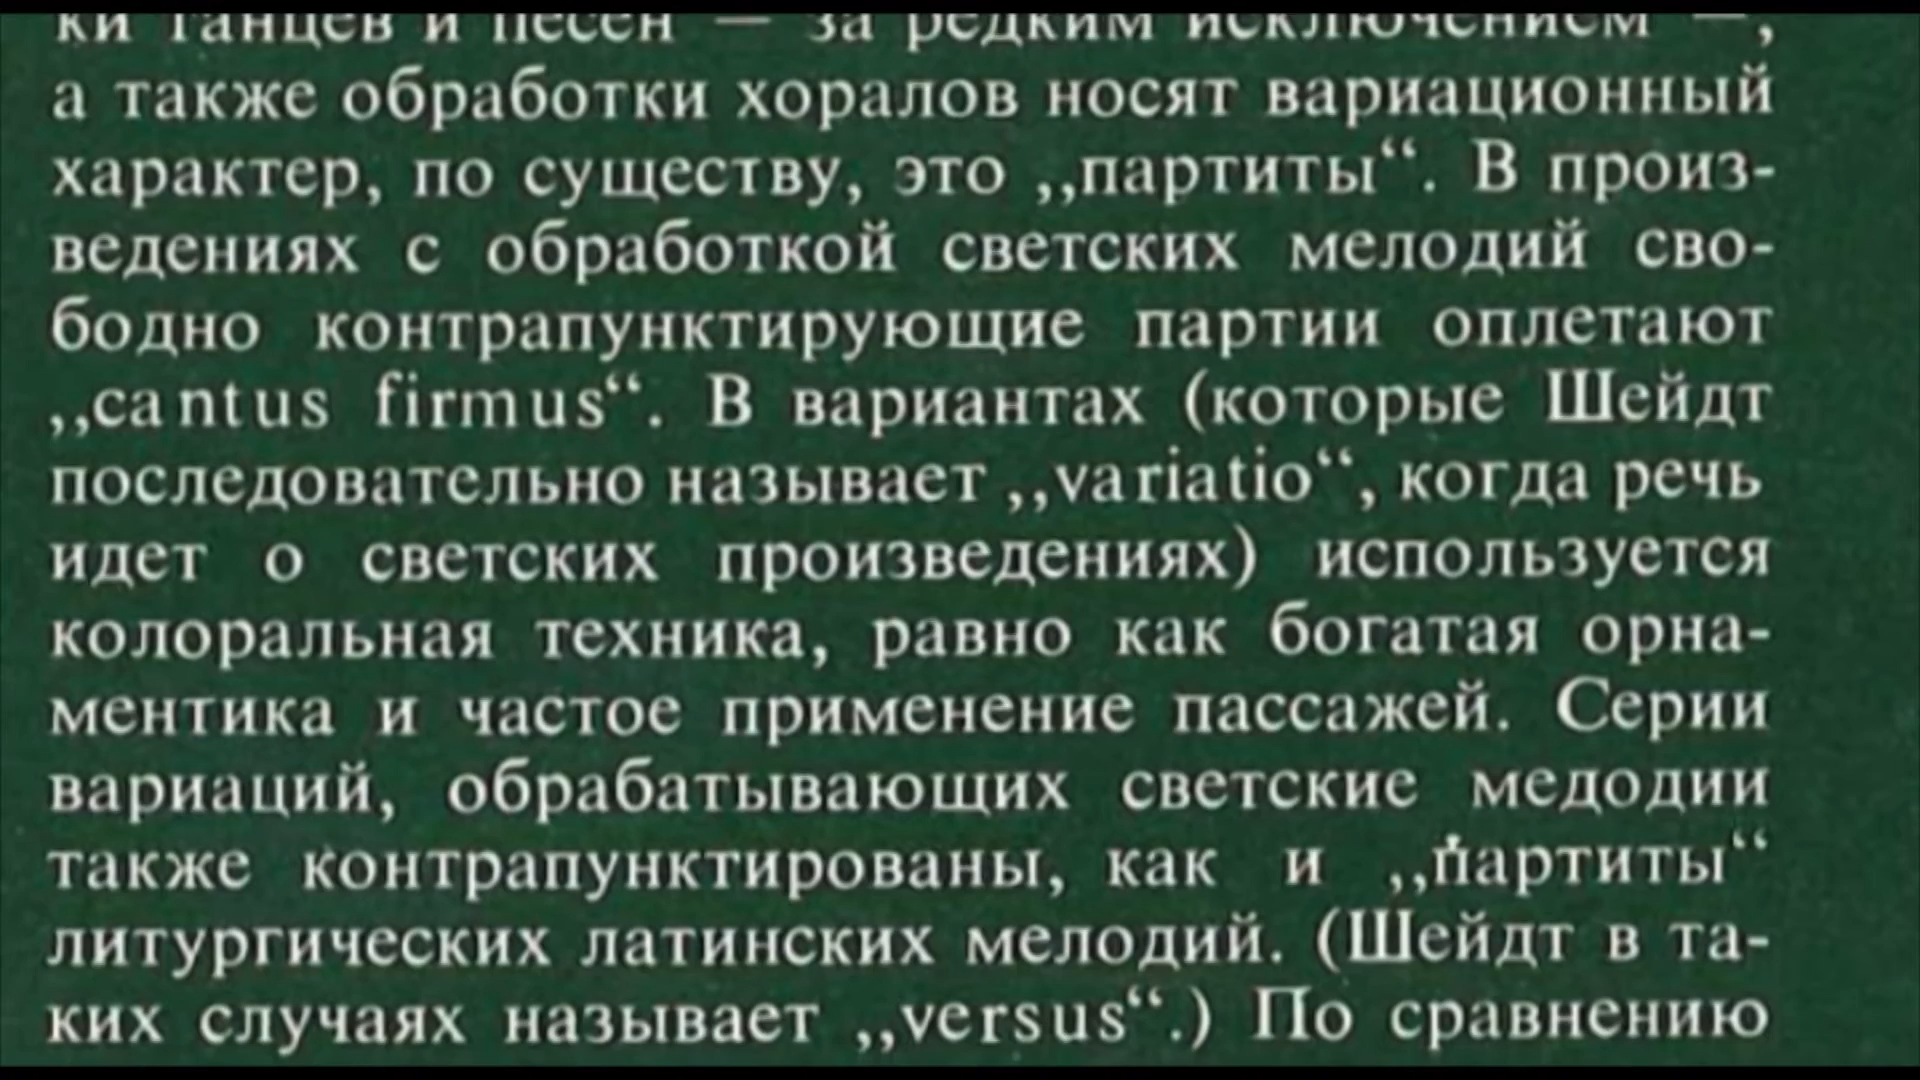 ки танцев и песен — за редким исключением —,
а также обработки хоралов носят вариационный
характер, по существу, это ,,партиты“. В произ-
ведениях с обработкой светских мелодий сво-
бодно контрапунктирующие партии оплетают
,,cantus firmus“. В вариантах (которые Шейдт
последовательно называет ,,variatio“, когда речь
идет о светских произведениях) используется
колоральная техника, равно как богатая орна-
ментика и частое применение пассажей. Серии
вариаций, обрабатывающих светские медодии
также контрапунктированы, как и ,,партиты“
литургических латинских мелодий. (Шейдт в та-
ких случаях называет ,,versus“.) По сравнению